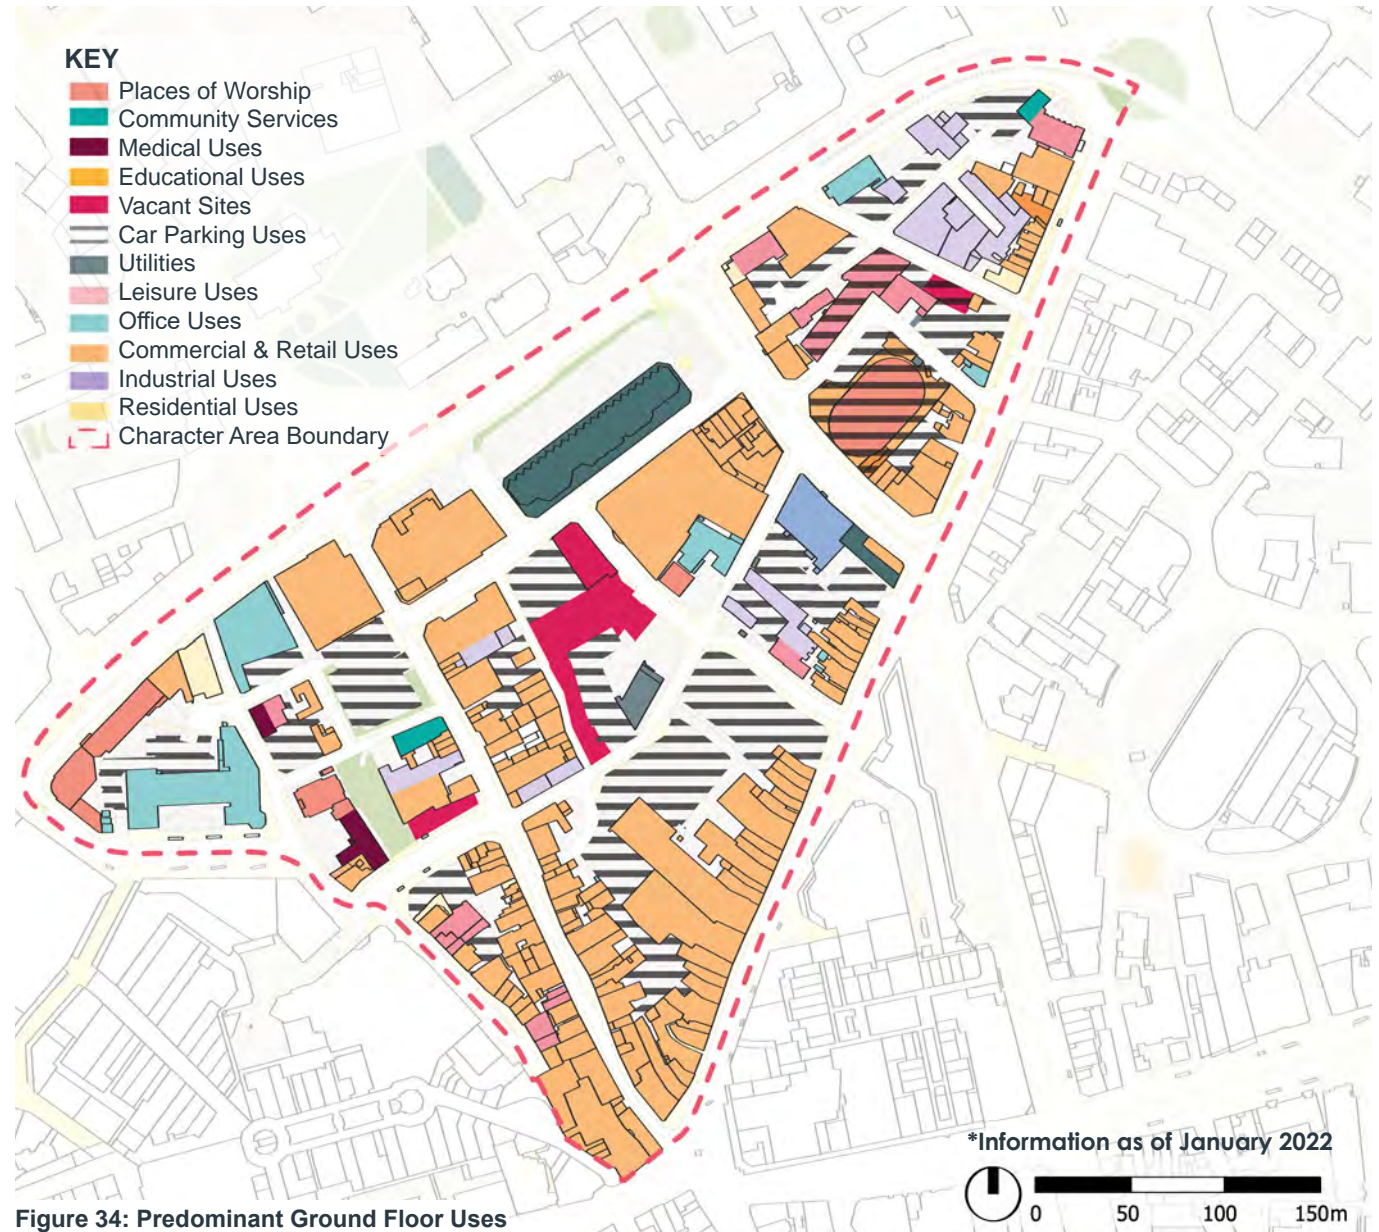 KEY
Places of Worship
Community Services
Medical Uses
Educational Uses
Vacant Sites
Car Parking Uses
Utilities
Leisure Uses
Office Uses
Commercial & Retail Uses
Industrial Uses
Residential Uses
Character Area Boundary
*Information as of January 2022
0 50 100 150m
Figure 34: Predominant Ground Floor Uses